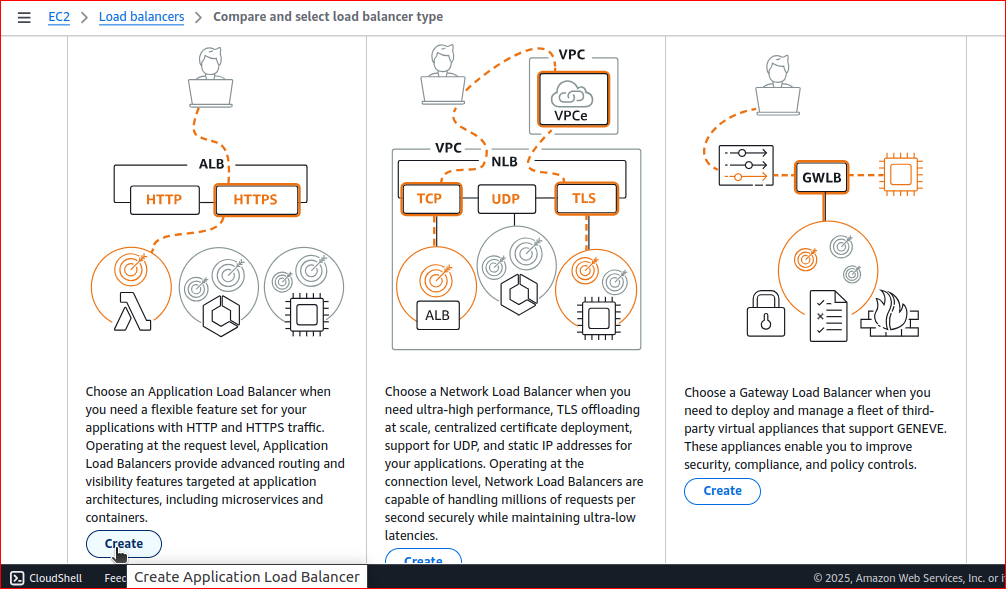 EC2 > Load balancers > Compare and select load balancer type
ALB
HTTP
HTTPS
VPC
VPCe
VPC
NLB
TCP
UDP
TLS
ALB
GWLB
Choose an Application Load Balancer when
you need a flexible feature set for your
applications with HTTP and HTTPS traffic.
Operating at the request level, Application
Load Balancers provide advanced routing and
visibility features targeted at application
architectures, including microservices and
containers.
Create
Choose a Network Load Balancer when you
need ultra-high performance, TLS offloading
at scale, centralized certificate deployment,
support for UDP, and static IP addresses for
your applications. Operating at the
connection level, Network Load Balancers are
capable of handling millions of requests per
second securely while maintaining ultra-low
latencies.
Create
Choose a Gateway Load Balancer when you
need to deploy and manage a fleet of third-
party virtual appliances that support GENEVE.
These appliances enable you to improve
security, compliance, and policy controls.
Create
CloudShell
Feed
Create Application Load Balancer
© 2025, Amazon Web Services, Inc. or i